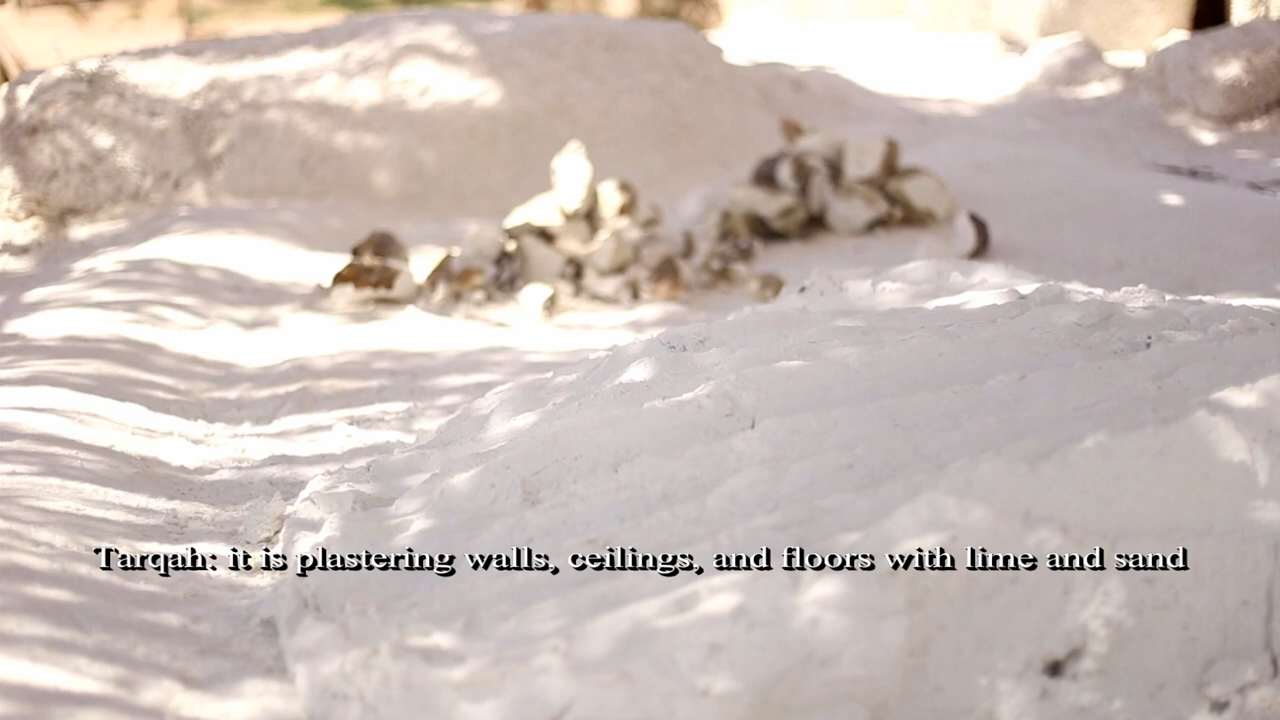 Tarqah: it is plastering walls, ceilings, and floors with lime and sand